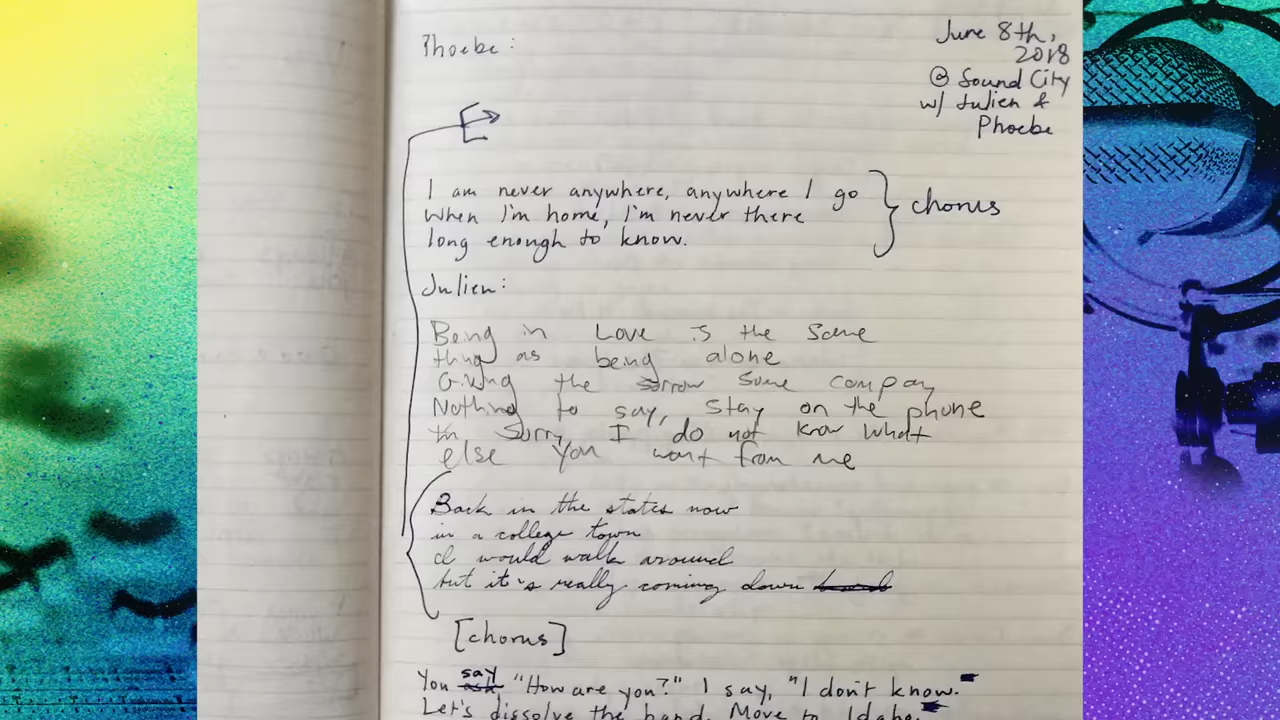 Phoebe:
June 8th,
2018
@ Sound City
w/ Julien &
Phoebe
I am never anywhere, anywhere I go
When I'm home, I'm never there
long enough to know.
chorus
Julien:
Being in Love is the same
thing as being alone
Giving the sorrow some company
Nothing to say, stay on the phone
I'm sorry I do not know what
else you want from me
Back in the states now
in a college town
I would walk around
but it's really coming down
[chorus]
You say "How are you?" I say, "I don't know."
Let's dissolve the band. Move to Idaho.